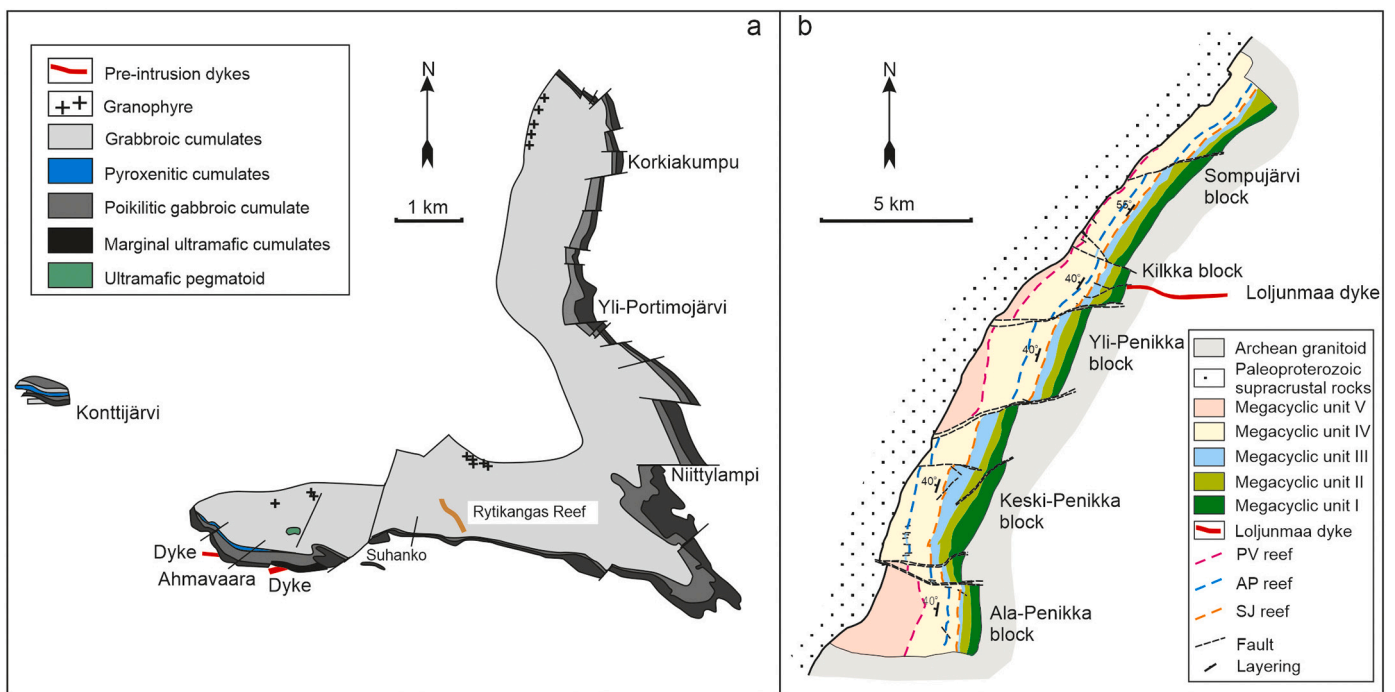 a
Pre-intrusion dykes
Granophyre
Grabbroic cumulates
Pyroxenitic cumulates
Poikilitic gabbroic cumulate
Marginal ultramafic cumulates
Ultramafic pegmatoid
N
1 km
Korkiakumpu
Yli-Portimojärvi
Konttijärvi
Niittylampi
Rytikangas Reef
Suhanko
Dyke
Ahmavaara
Dyke
b
N
5 km
Sompujärvi
block
55°
Kilkka block
40°
Loljunmaa dyke
Yli-Penikka
block
40°
Keski-Penikka
block
40°
Ala-Penikka
block
40°
Archean granitoid
Paleoproterozoic
supracrustal rocks
Megacyclic unit V
Megacyclic unit IV
Megacyclic unit III
Megacyclic unit II
Megacyclic unit I
Loljunmaa dyke
PV reef
AP reef
SJ reef
Fault
Layering